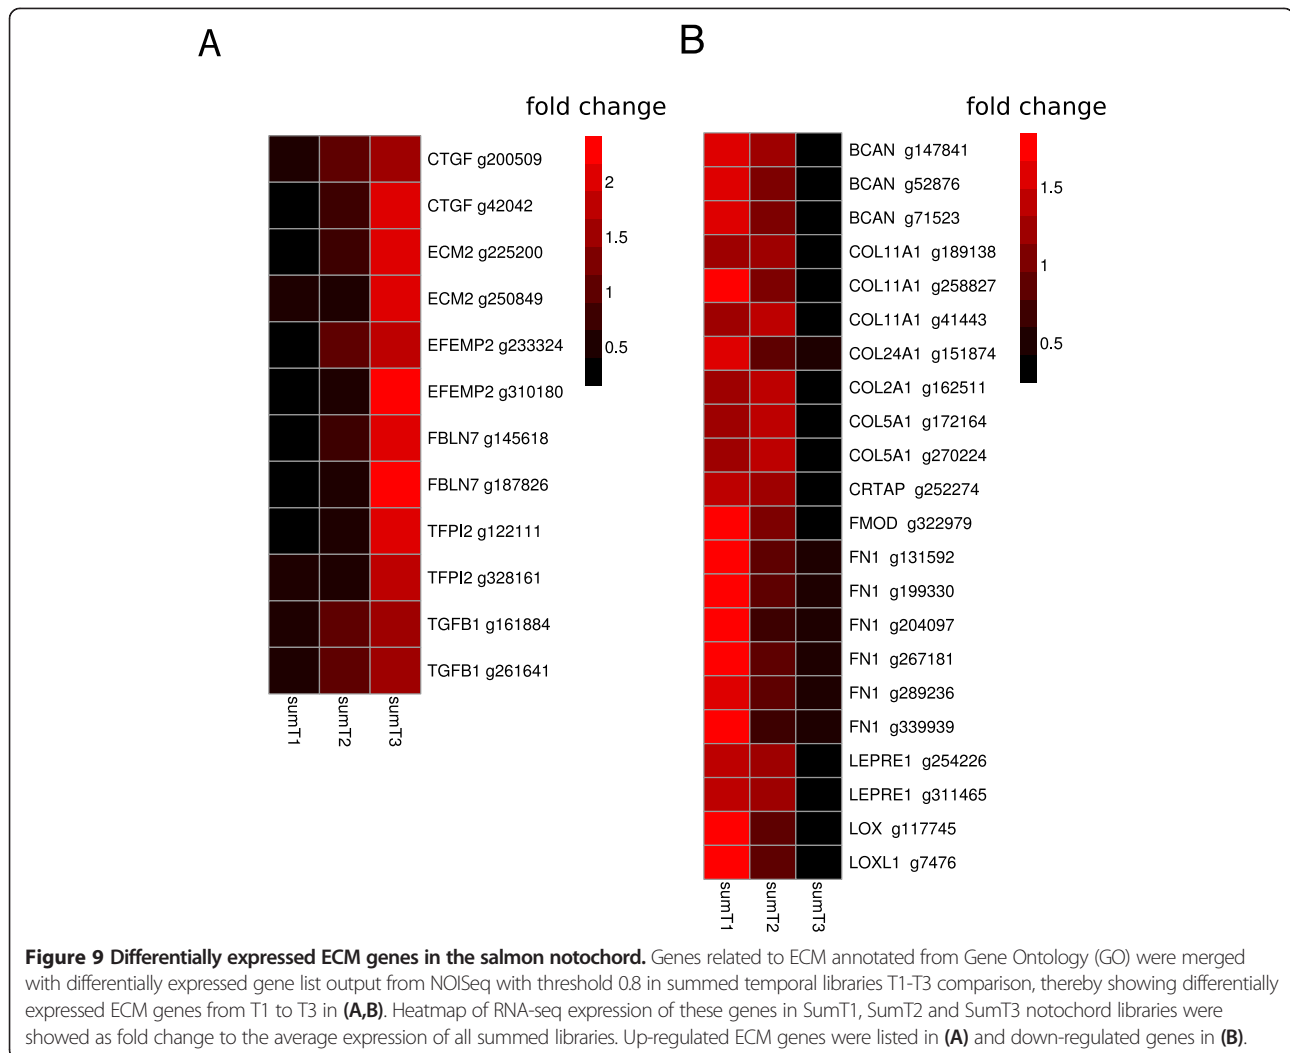 A
B
fold change
fold change
CTGF g200509
CTGF g42042
ECM2 g225200
ECM2 g250849
EFEMP2 g233324
EFEMP2 g310180
FBLN7 g145618
FBLN7 g187826
TFPI2 g122111
TFPI2 g328161
TGFB1 g161884
TGFB1 g261641
2
1.5
1
0.5
sumT1
sumT2
sumT3
BCAN g147841
BCAN g52876
BCAN g71523
COL11A1 g189138
COL11A1 g258827
COL11A1 g41443
COL24A1 g151874
COL2A1 g162511
COL5A1 g172164
COL5A1 g270224
CRTAP g252274
FMOD g322979
FN1 g131592
FN1 g199330
FN1 g204097
FN1 g267181
FN1 g289236
FN1 g339939
LEPRE1 g254226
LEPRE1 g311465
LOX g117745
LOXL1 g7476
1.5
1
0.5
sumT1
sumT2
sumT3
Figure 9 Differentially expressed ECM genes in the salmon notochord. Genes related to ECM annotated from Gene Ontology (GO) were merged
with differentially expressed gene list output from NOISeq with threshold 0.8 in summed temporal libraries T1-T3 comparison, thereby showing differentially
expressed ECM genes from T1 to T3 in (A,B). Heatmap of RNA-seq expression of these genes in SumT1, SumT2 and SumT3 notochord libraries were
showed as fold change to the average expression of all summed libraries. Up-regulated ECM genes were listed in (A) and down-regulated genes in (B).